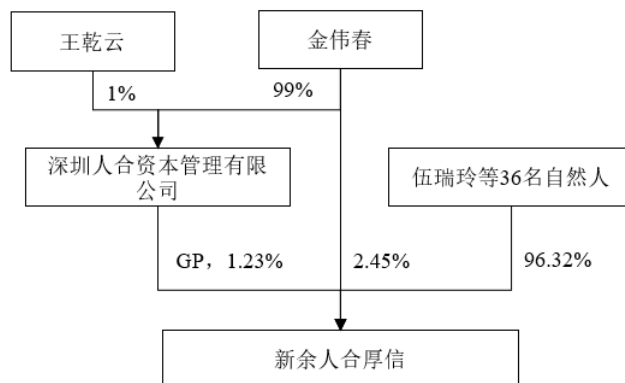 王乾云
金伟春
1%
99%
深圳人合资本管理有限
公司
伍瑞玲等36名自然人
GP，1.23%
2.45%
96.32%
新余人合厚信